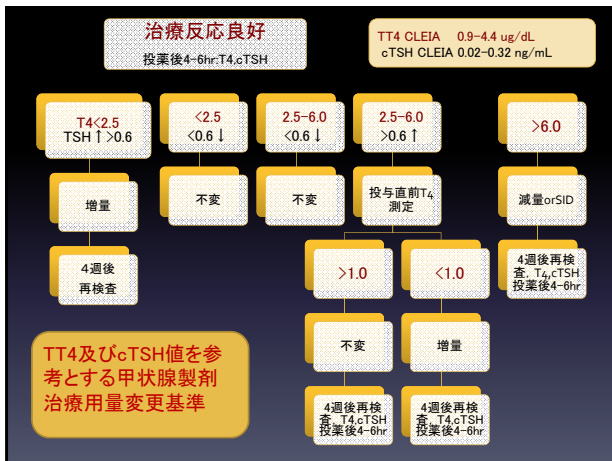 治療反応良好
投薬後4-6hr:T4,cTSH
TT4 CLEIA 0.9-4.4 ug/dL
cTSH CLEIA 0.02-0.32 ng/mL
T4<2.5
TSH↑>0.6
<2.5
<0.6↓
2.5-6.0
<0.6↓
2.5-6.0
>0.6↑
>6.0
増量
不変
不変
投与直前T4
測定
減量orSID
4週後
再検査
>1.0
<1.0
4週後再検
査，T4,cTSH
投薬後4-6hr
不変
増量
4週後再検
査，T4,cTSH
投薬後4-6hr
4週後再検
査，T4,cTSH
投薬後4-6hr
TT4及びcTSH値を参
考とする甲状腺製剤
治療用量変更基準